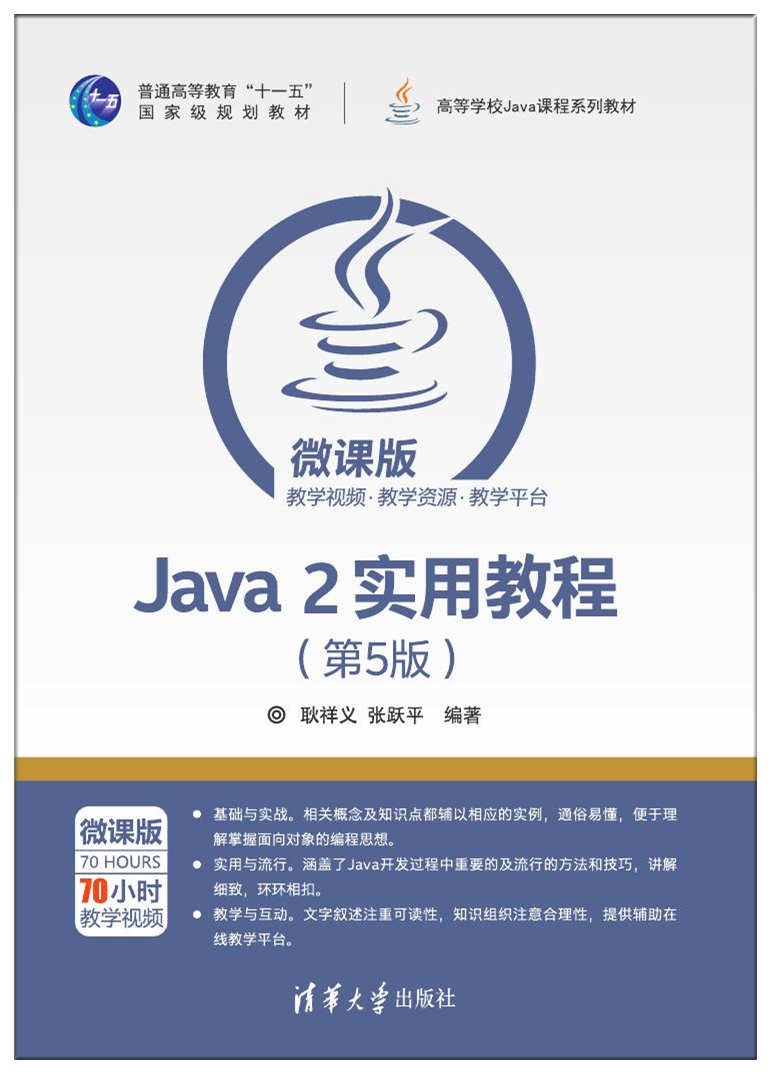 十一五
普通高等教育“十一五”
国家级规划教材
高等学校Java课程系列教材
微课版
教学视频·教学资源·教学平台
Java 2实用教程
（第5版）
◎ 耿祥义 张跃平 编著
微课版
70 HOURS
70小时
教学视频
● 基础与实战。相关概念及知识点都辅以相应的实例，通俗易懂，便于理
解掌握面向对象的编程思想。
● 实用与流行。涵盖了Java开发过程中重要的及流行的方法和技巧，讲解
细致，环环相扣。
● 教学与互动。文字叙述注重可读性，知识组织注意合理性，提供辅助在
线教学平台。
清华大学出版社